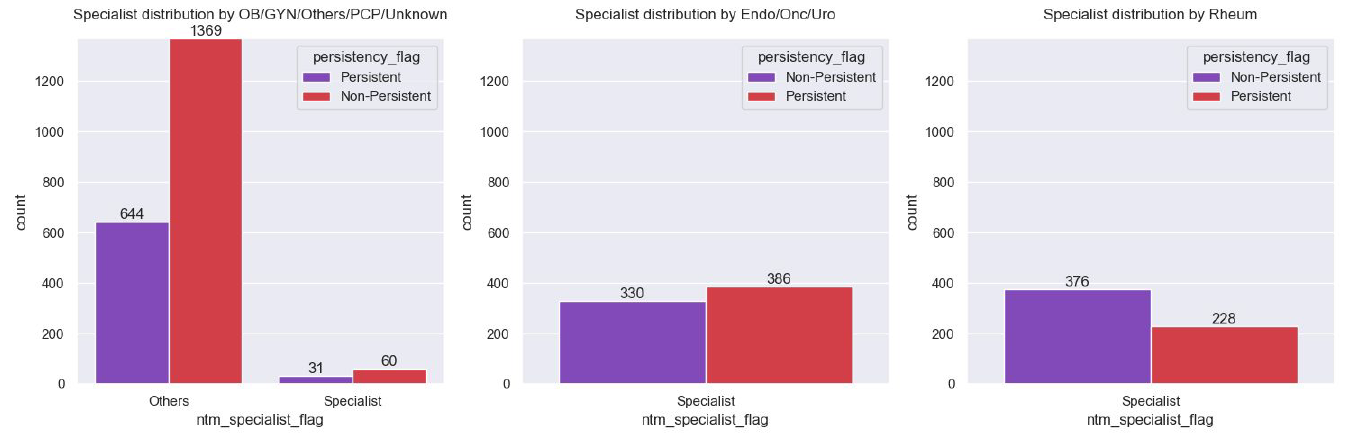 Specialist distribution by OB/GYN/Others/PCP/Unknown
1369
persistency_flag
Persistent
Non-Persistent
1200
1000
800
644
600
400
200
31
60
0
Others
Specialist
count
ntm_specialist_flag
Specialist distribution by Endo/Onc/Uro
persistency_flag
Non-Persistent
Persistent
1200
1000
800
600
400
330
386
200
0
Specialist
count
ntm_specialist_flag
Specialist distribution by Rheum
persistency_flag
Non-Persistent
Persistent
1200
1000
800
600
400
376
228
200
0
Specialist
count
ntm_specialist_flag